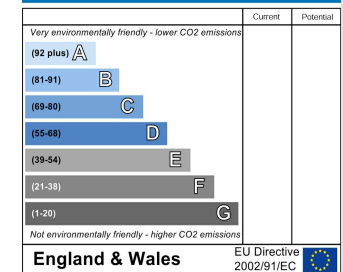 Current Potential
Very environmentally friendly - lower CO2 emissions
(92 plus) A
(81-91) B
(69-80) C
(55-68) D
(39-54) E
(21-38) F
(1-20) G
Not environmentally friendly - higher CO2 emissions
England & Wales
EU Directive
2002/91/EC